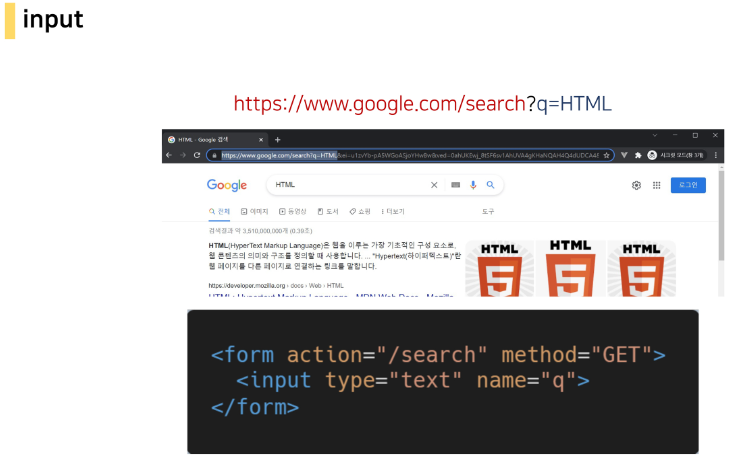 input
https://www.google.com/search?q=HTML
HTML - Google 검색
https://www.google.com/search?q=HTML
시크릿 모드
Google
HTML
로그인
전체 이미지 동영상 도서 쇼핑 더보기 도구
검색결과 약 3,510,000,000개
HTML(HyperText Markup Language)은 웹을 이루는 가장 기초적인 구성 요소로,
웹 콘텐츠의 의미와 구조를 정의할 때 사용합니다. ... "Hypertext(하이퍼텍스트)"란
웹 페이지를 다른 페이지로 연결하는 링크를 말합니다.
https://developer.mozilla.org › docs › Web › HTML
HTML: Hypertext Markup Language - MDN Web Docs - Mozilla
HTML
5
HTML
5
HTML
5
<form action="/search" method="GET">
<input type="text" name="q">
</form>